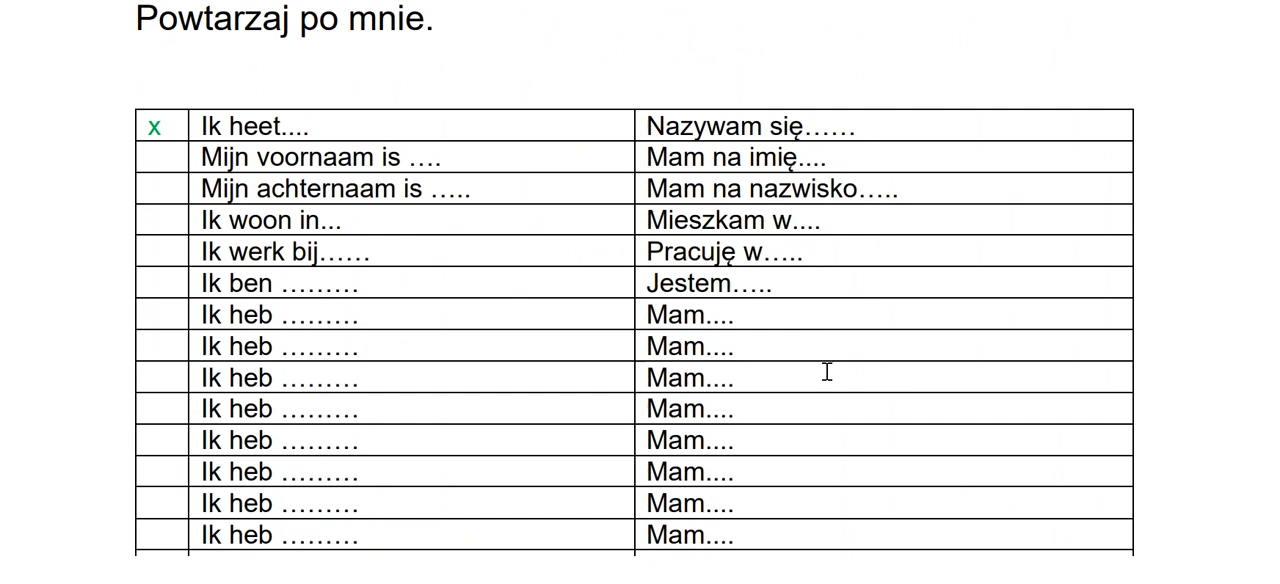 Powtarzaj po mnie.
x Ik heet.... Nazywam się……
Mijn voornaam is …. Mam na imię....
Mijn achternaam is ….. Mam na nazwisko…..
Ik woon in... Mieszkam w....
Ik werk bij…… Pracuję w…..
Ik ben ……… Jestem…..
Ik heb ……… Mam....
Ik heb ……… Mam....
Ik heb ……… Mam....
Ik heb ……… Mam....
Ik heb ……… Mam....
Ik heb ……… Mam....
Ik heb ……… Mam....
Ik heb ……… Mam....